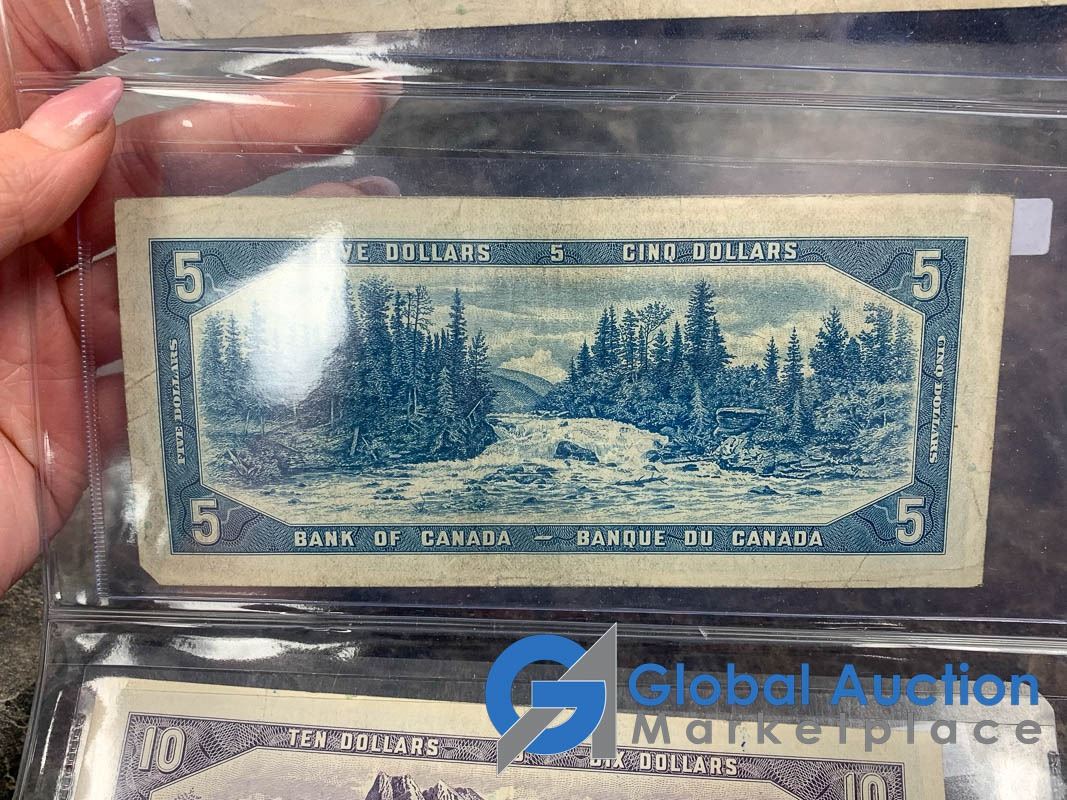 FIVE DOLLARS 5 CINQ DOLLARS
5 5
FIVE DOLLARS
CINQ DOLLARS
5 5
BANK OF CANADA — BANQUE DU CANADA
Global Auction
Marketplace
TEN DOLLARS DIX DOLLARS
10 10